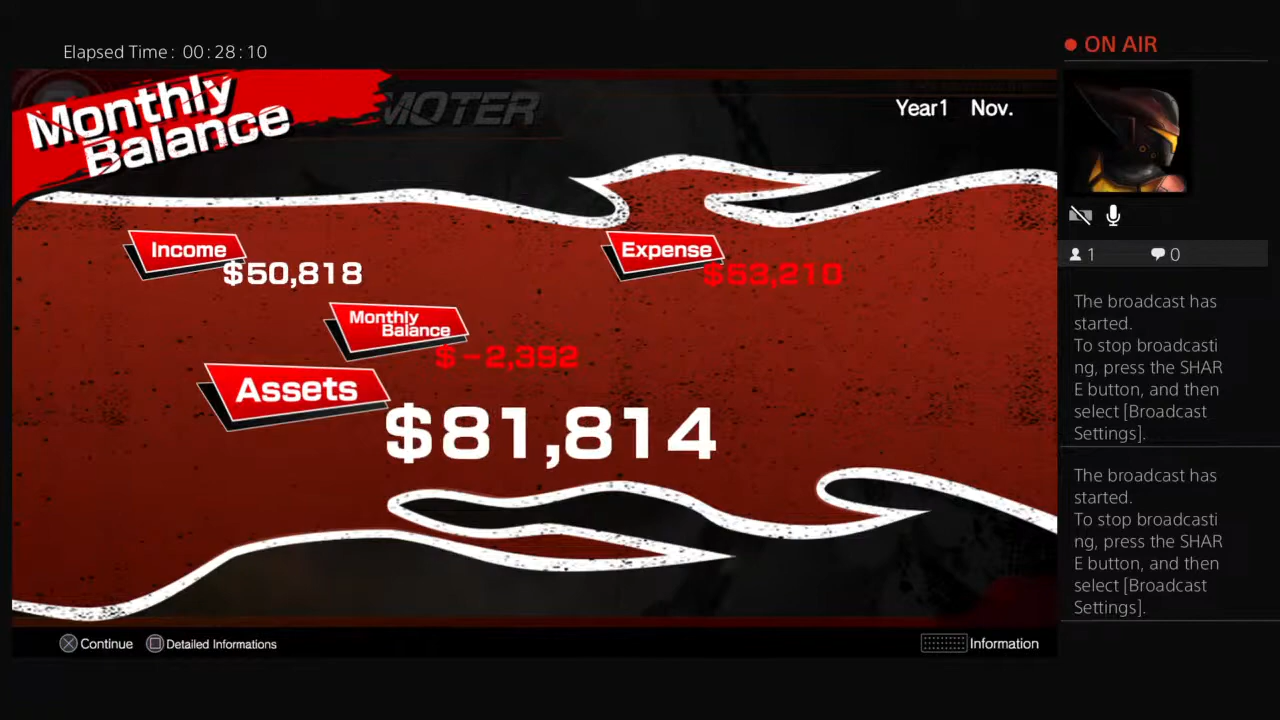 Elapsed Time: 00:28:10
ON AIR
Monthly
Balance
MOTER
Year1 Nov.
Income
$50,818
Expense
$53,210
Monthly
Balance
$-2,392
Assets
$81,814
Continue
Detailed Informations
Information
1
0
The broadcast has
started.
To stop broadcasti
ng, press the SHAR
E button, and then
select [Broadcast
Settings].
The broadcast has
started.
To stop broadcasti
ng, press the SHAR
E button, and then
select [Broadcast
Settings].